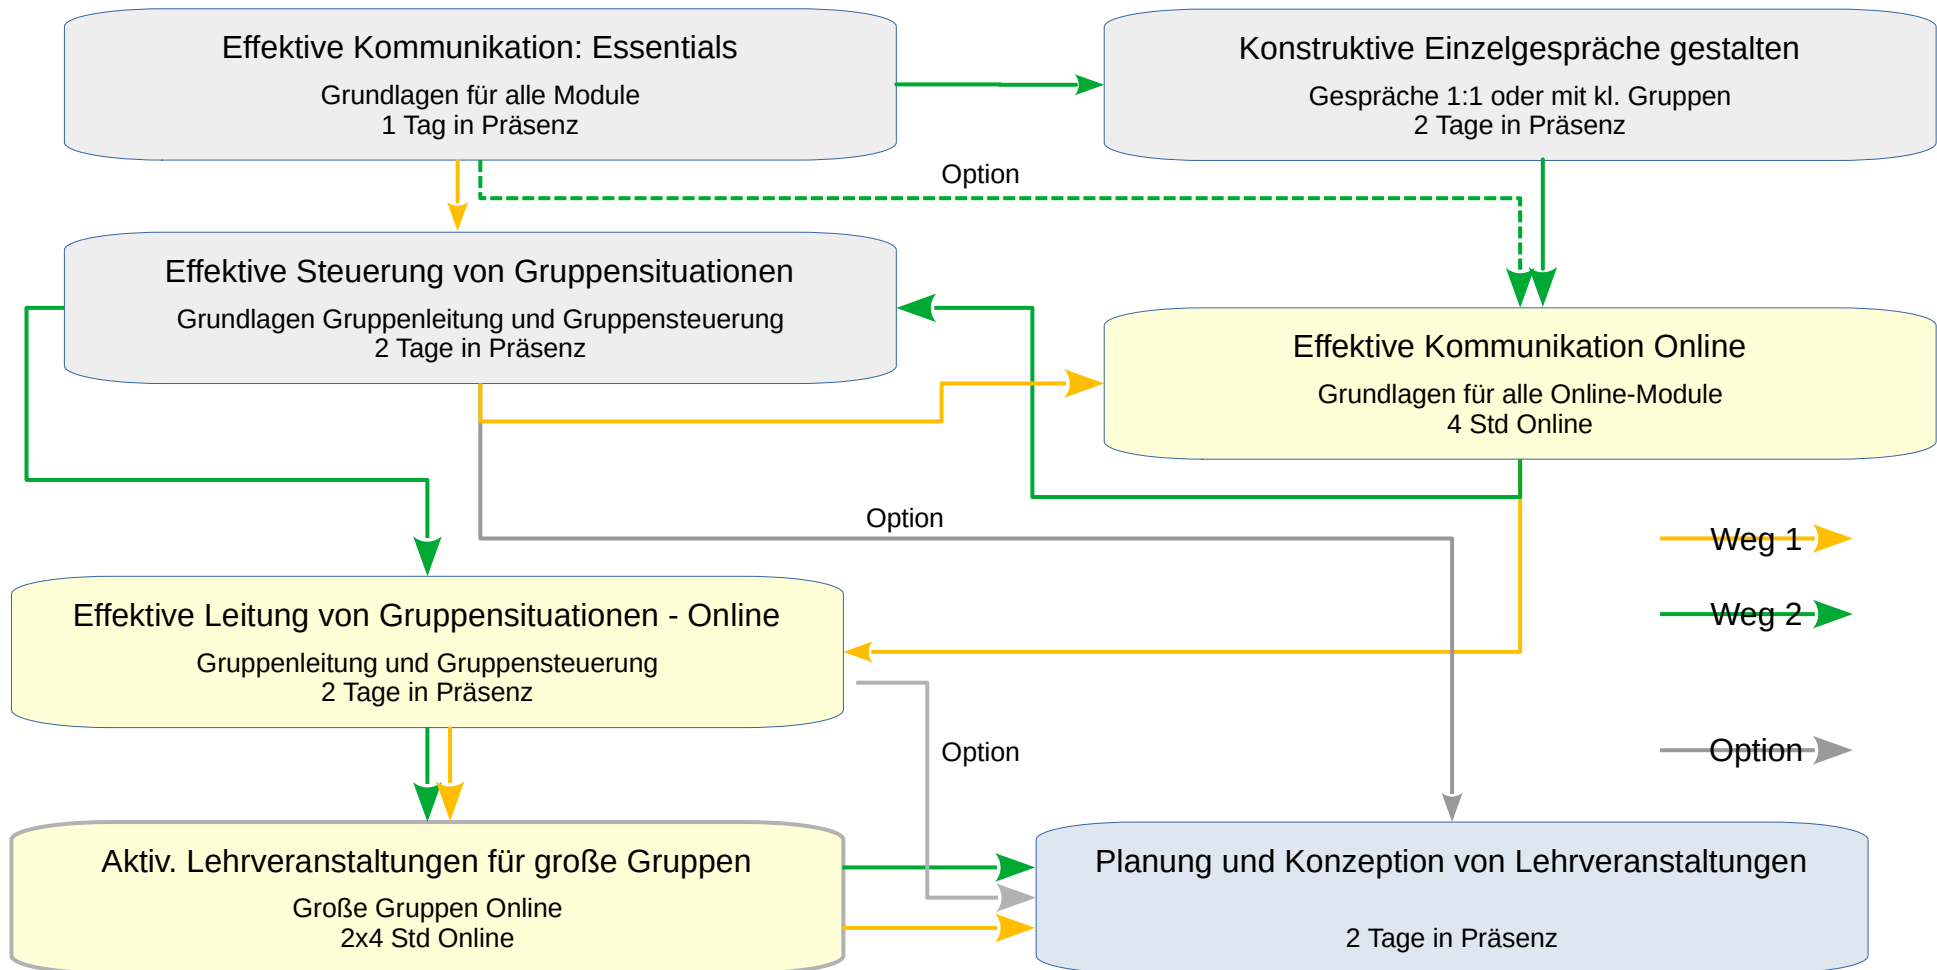 Effektive Kommunikation: Essentials
Grundlagen für alle Module
1 Tag in Präsenz
Konstruktive Einzelgespräche gestalten
Gespräche 1:1 oder mit kl. Gruppen
2 Tage in Präsenz
Option
Effektive Steuerung von Gruppensituationen
Grundlagen Gruppenleitung und Gruppensteuerung
2 Tage in Präsenz
Effektive Kommunikation Online
Grundlagen für alle Online-Module
4 Std Online
Option
Weg 1
Weg 2
Option
Effektive Leitung von Gruppensituationen - Online
Gruppenleitung und Gruppensteuerung
2 Tage in Präsenz
Option
Aktiv. Lehrveranstaltungen für große Gruppen
Große Gruppen Online
2x4 Std Online
Planung und Konzeption von Lehrveranstaltungen
2 Tage in Präsenz